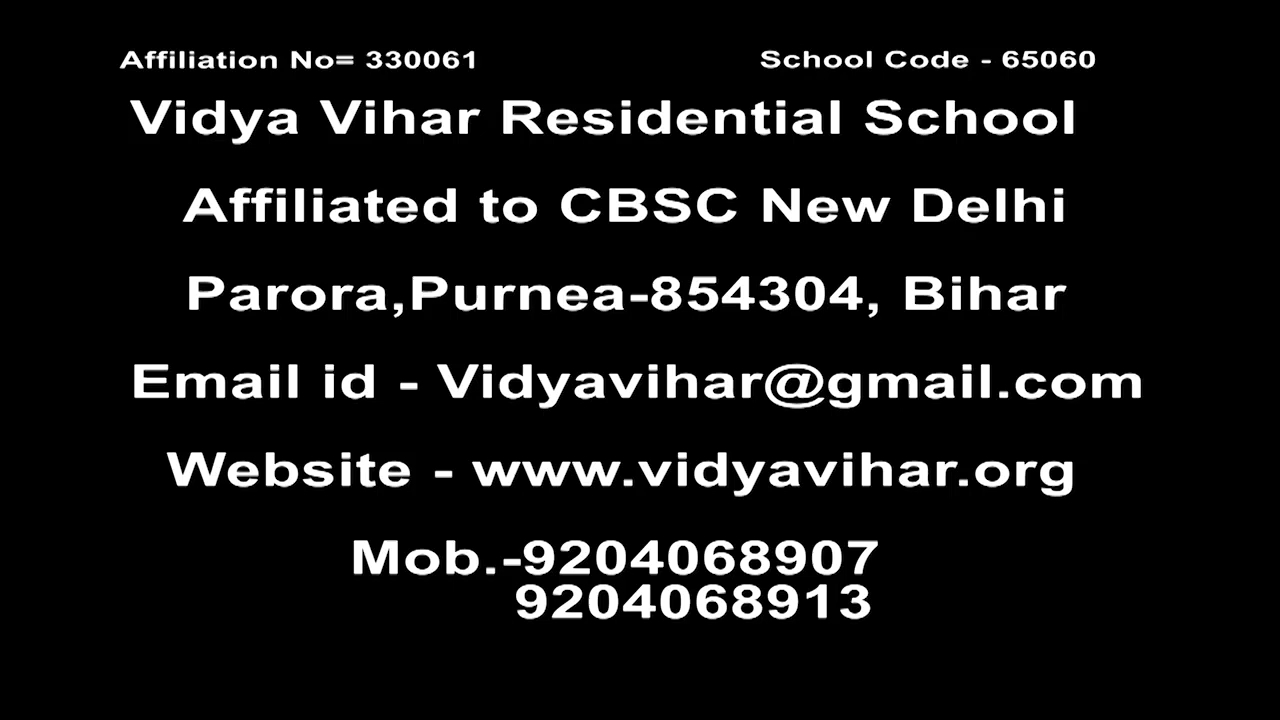 Affiliation No= 330061 School Code - 65060
Vidya Vihar Residential School
Affiliated to CBSC New Delhi
Parora,Purnea-854304, Bihar
Email id - Vidyavihar@gmail.com
Website - www.vidyavihar.org
Mob.-9204068907
9204068913